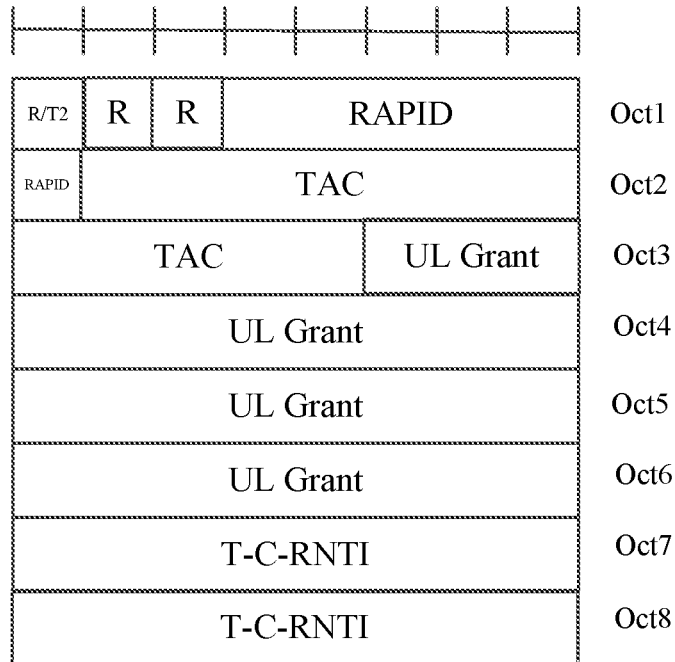 R/T2 R R RAPID Oct1
RAPID TAC Oct2
TAC UL Grant Oct3
UL Grant Oct4
UL Grant Oct5
UL Grant Oct6
T-C-RNTI Oct7
T-C-RNTI Oct8